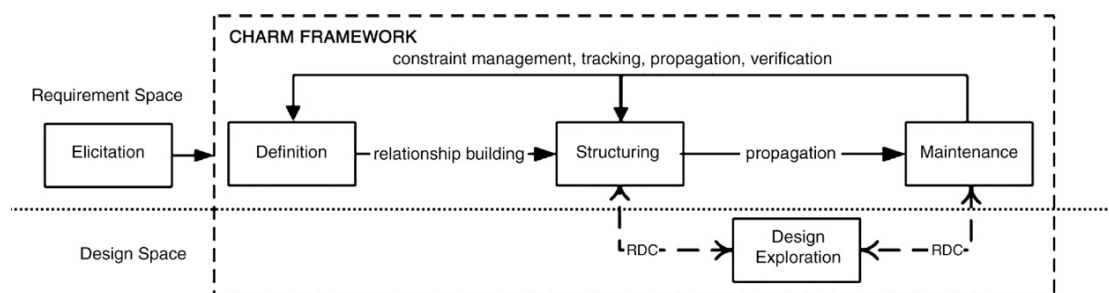 CHARM FRAMEWORK
constraint management, tracking, propagation, verification
Requirement Space
Elicitation
Definition
relationship building
Structuring
propagation
Maintenance
Design Space
RDC
Design
Exploration
RDC